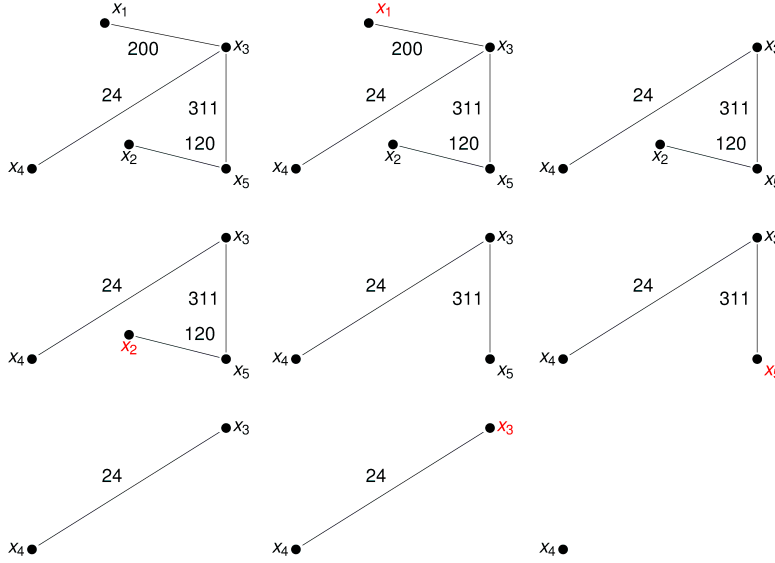 x₁ x₁
200 x₃ 200 x₃
24 24 24
311 311 311
120 120 120
x₂ x₂ x₂
x₄ x₅ x₄ x₅ x₄
x₃ x₃
24 24 24
311 311 311
120
x₂
x₄ x₅ x₄ x₅ x₄
x₃ x₃
24 24
x₄ x₄ x₄